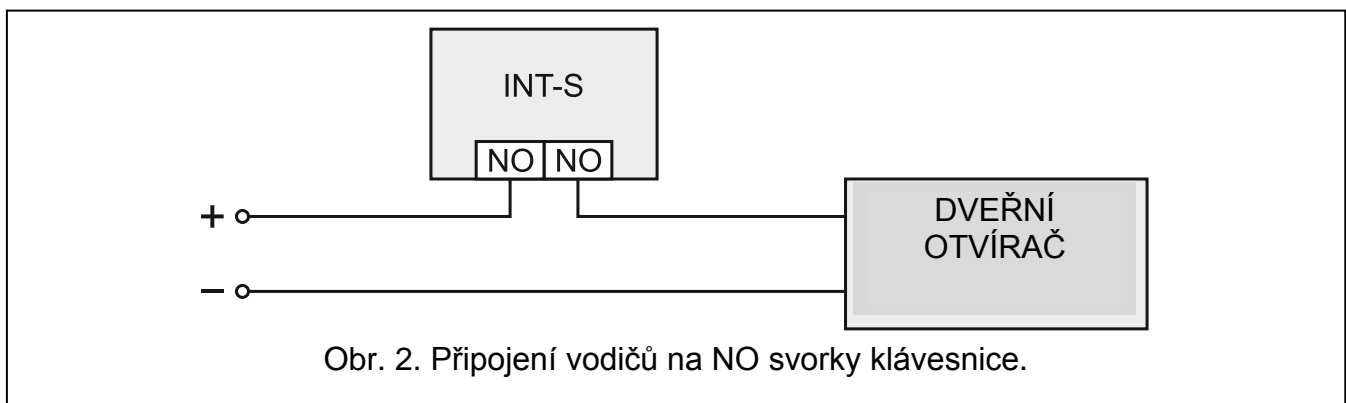 INT-S
NO NO
+
DVEŘNÍ
OTVÍRAČ
−
Obr. 2. Připojení vodičů na NO svorky klávesnice.